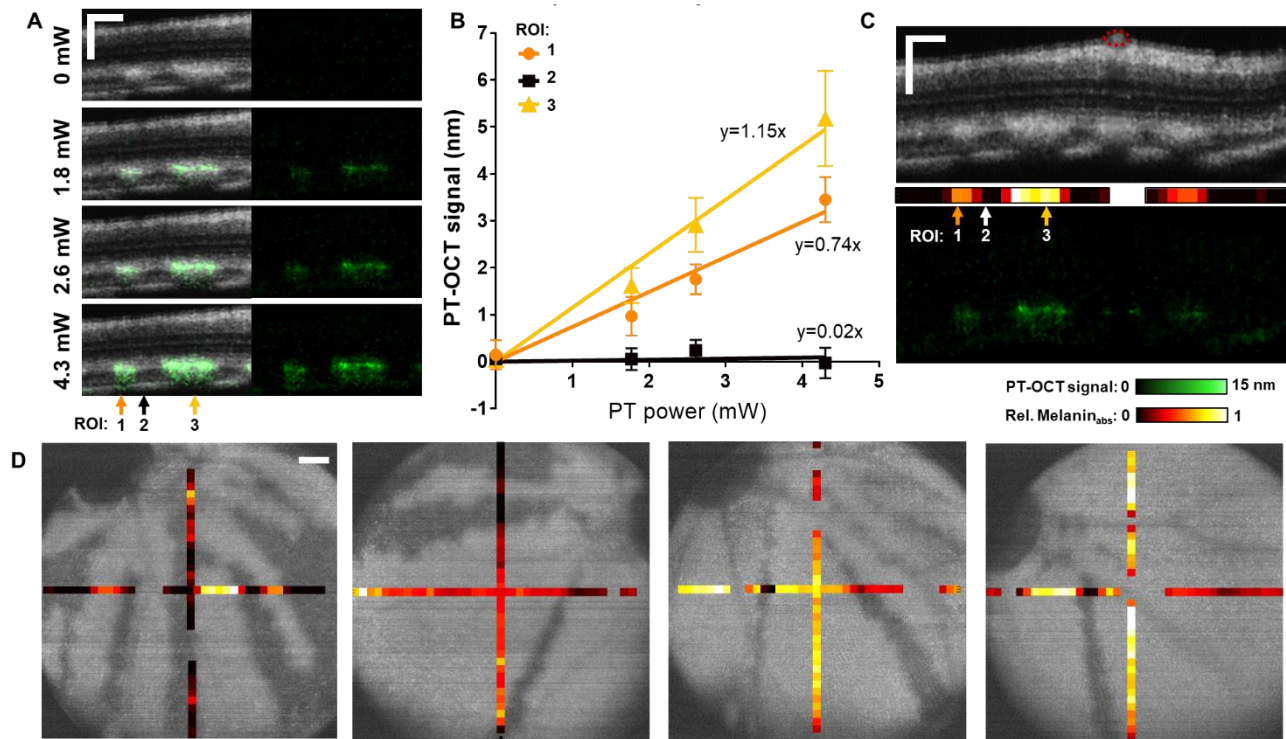 A
0 mW
1.8 mW
2.6 mW
4.3 mW
ROI: 1 2 3
B
PT-OCT signal (nm)
7
6
5
4
3
2
1
0
-1
ROI:
1
2
3
y=1.15x
y=0.74x
y=0.02x
1 2 3 4 5
PT power (mW)
C
ROI: 1 2 3
PT-OCT signal: 0 15 nm
Rel. Melaninabs: 0 1
D